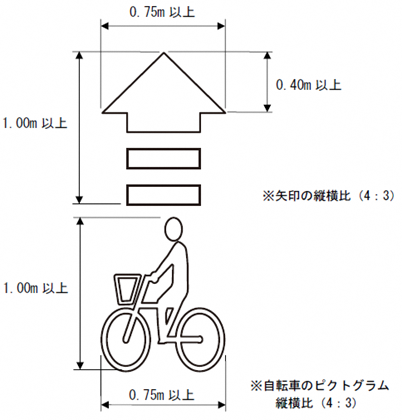 0.75m 以上
0.40m 以上
1.00m 以上
※矢印の縦横比（4：3）
1.00m 以上
0.75m 以上
※自転車のピクトグラム
縦横比（4：3）